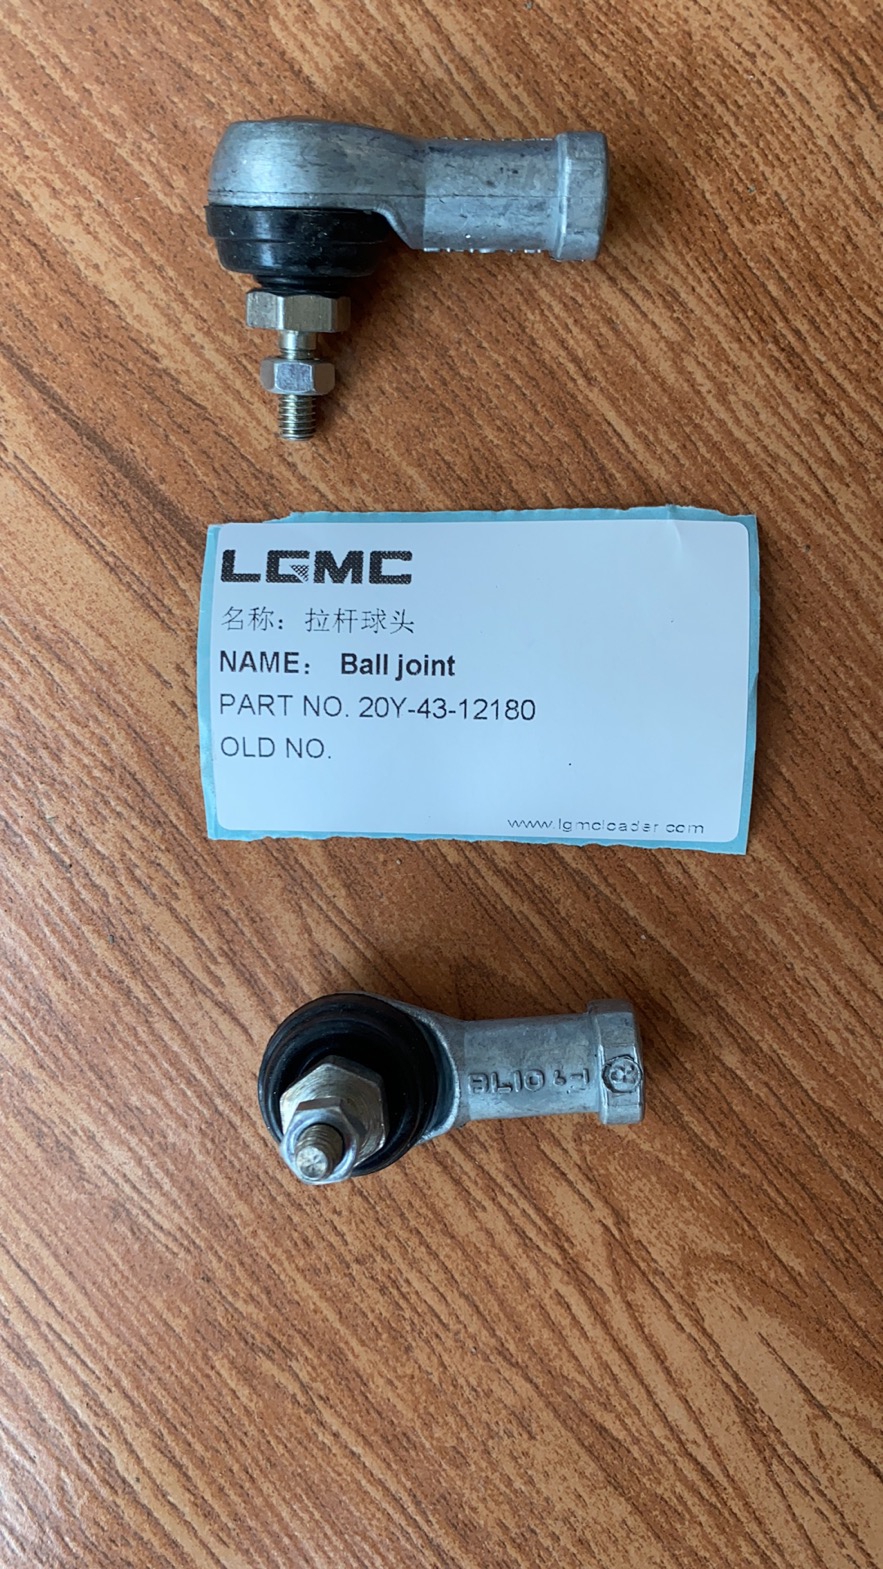 LGMC
名称：拉杆球头
NAME： Ball joint
PART NO. 20Y-43-12180
OLD NO.
www.lgmcloader.com